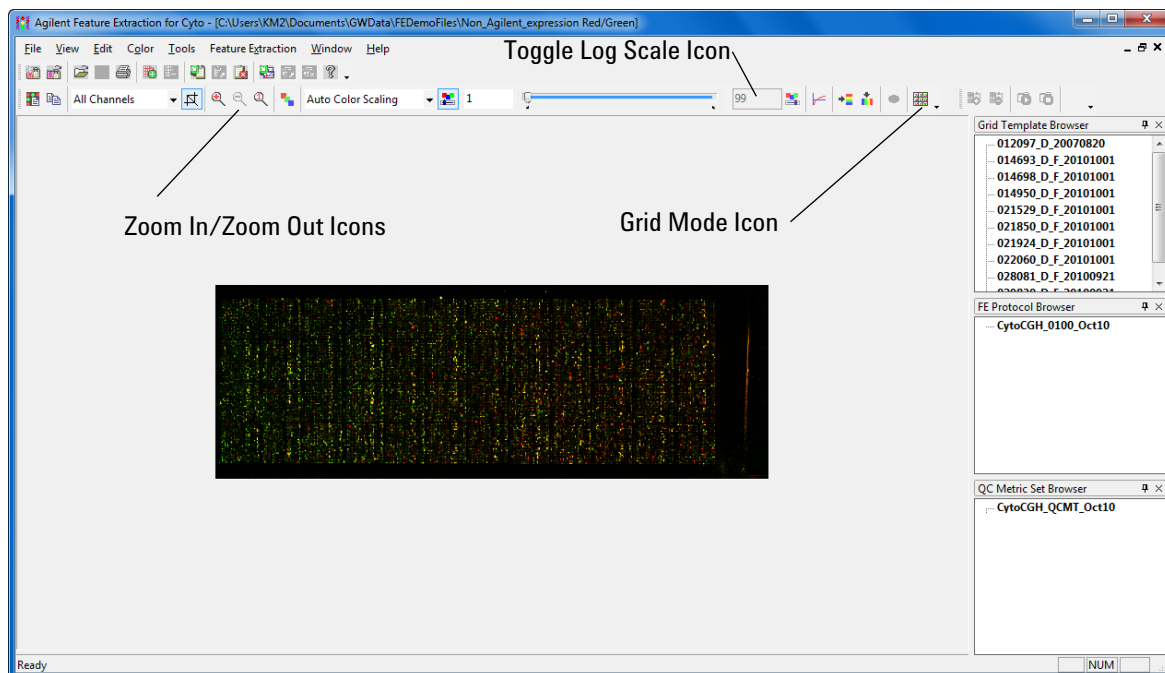 Agilent Feature Extraction for Cyto - [C:\Users\KM2\Documents\GWData\FEDemoFiles\Non_Agilent_expression Red/Green]
File View Edit Color Tools Feature Extraction Window Help
Toggle Log Scale Icon
All Channels Auto Color Scaling 1 99
Zoom In/Zoom Out Icons
Grid Mode Icon
Grid Template Browser
012097_D_20070820
014693_D_F_20101001
014698_D_F_20101001
014950_D_F_20101001
021529_D_F_20101001
021850_D_F_20101001
021924_D_F_20101001
022060_D_F_20101001
028081_D_F_20100921
FE Protocol Browser
CytoCGH_0100_Oct10
QC Metric Set Browser
CytoCGH_QCMT_Oct10
Ready NUM